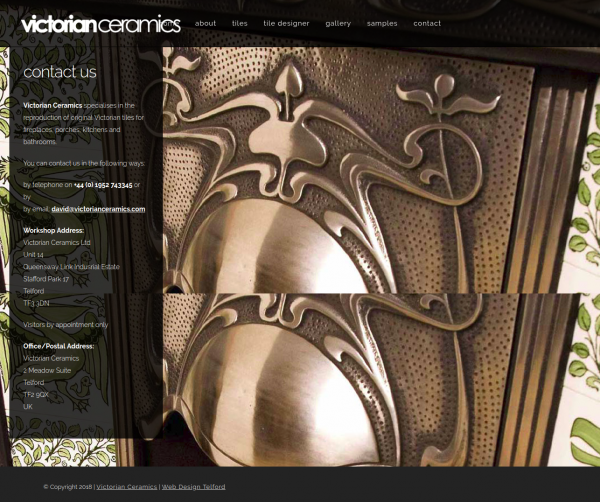 victorianceramics
about tiles tile designer gallery samples contact
contact us
Victorian Ceramics specialises in the
reproduction of original Victorian tiles for
fireplaces, porches, kitchens and
bathrooms.
You can contact us in the following ways:
by telephone on +44 (0) 1952 743345 or
by
by email: david@victorianceramics.com
Workshop Address:
Victorian Ceramics Ltd
Unit 14
Queensway Link Indusrial Estate
Stafford Park 17
Telford
TF3 3DN
Visitors by appointment only
Office/Postal Address:
Victorian Ceramics
2 Meadow Suite
Telford
TF2 9QX
UK
© Copyright 2018 | Victorian Ceramics | Web Design Telford